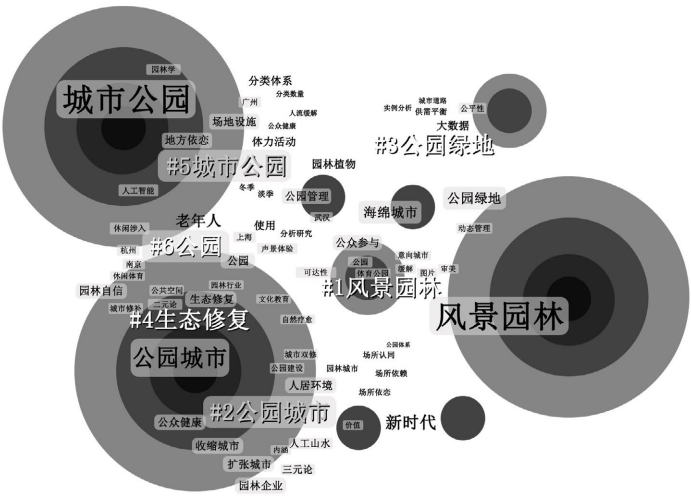 园林学
城市公园
分类体系
分类数量
广州
人流缓解
场地设施
公众健康
地方依恋
体力活动
#5城市公园
园林植物
人工智能
冬季
淡季
公园管理
武汉
城市道路
实例分析
供需平衡
公平性
大数据
#3公园绿地
公园绿地
海绵城市
动态管理
老年人
使用
休闲涉入
上海
分析研究
#6公园
声景体验
杭州
公园
南京
休闲体育
公众参与
意向城市
公园
缓解
图片
审美
可达性
体育公园
#1风景园林
风景园林
园林自信
公共空间
园林行业
二元论
生态修复
城市修补
文化教育
#4生态修复
自然疗愈
公园体系
公园城市
城市双修
场所认同
公园建设
园林城市
场所依赖
人居环境
场所依恋
#2公园城市
公众健康
价值
新时代
收缩城市
内涵
人工山水
扩张城市
三元论
园林企业